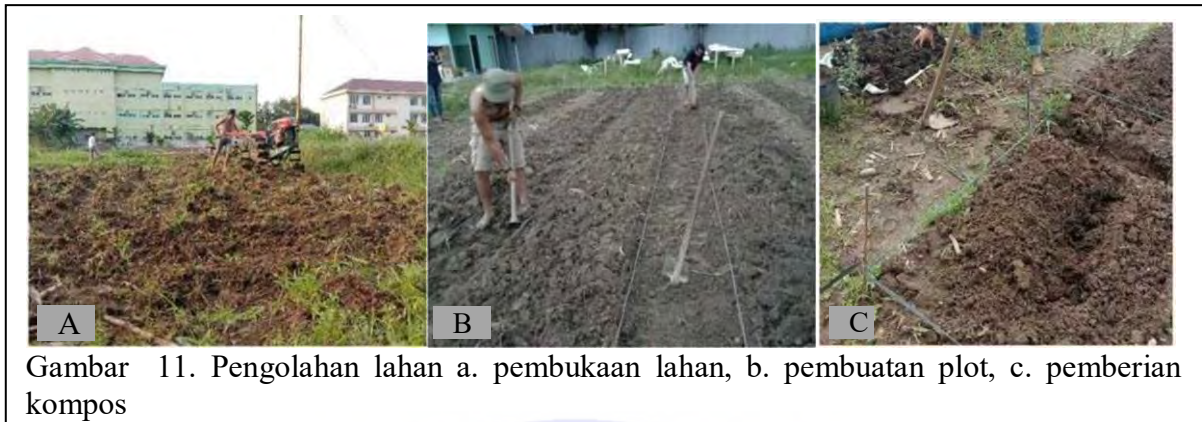 A
B
C
Gambar 11. Pengolahan lahan a. pembukaan lahan, b. pembuatan plot, c. pemberian
kompos